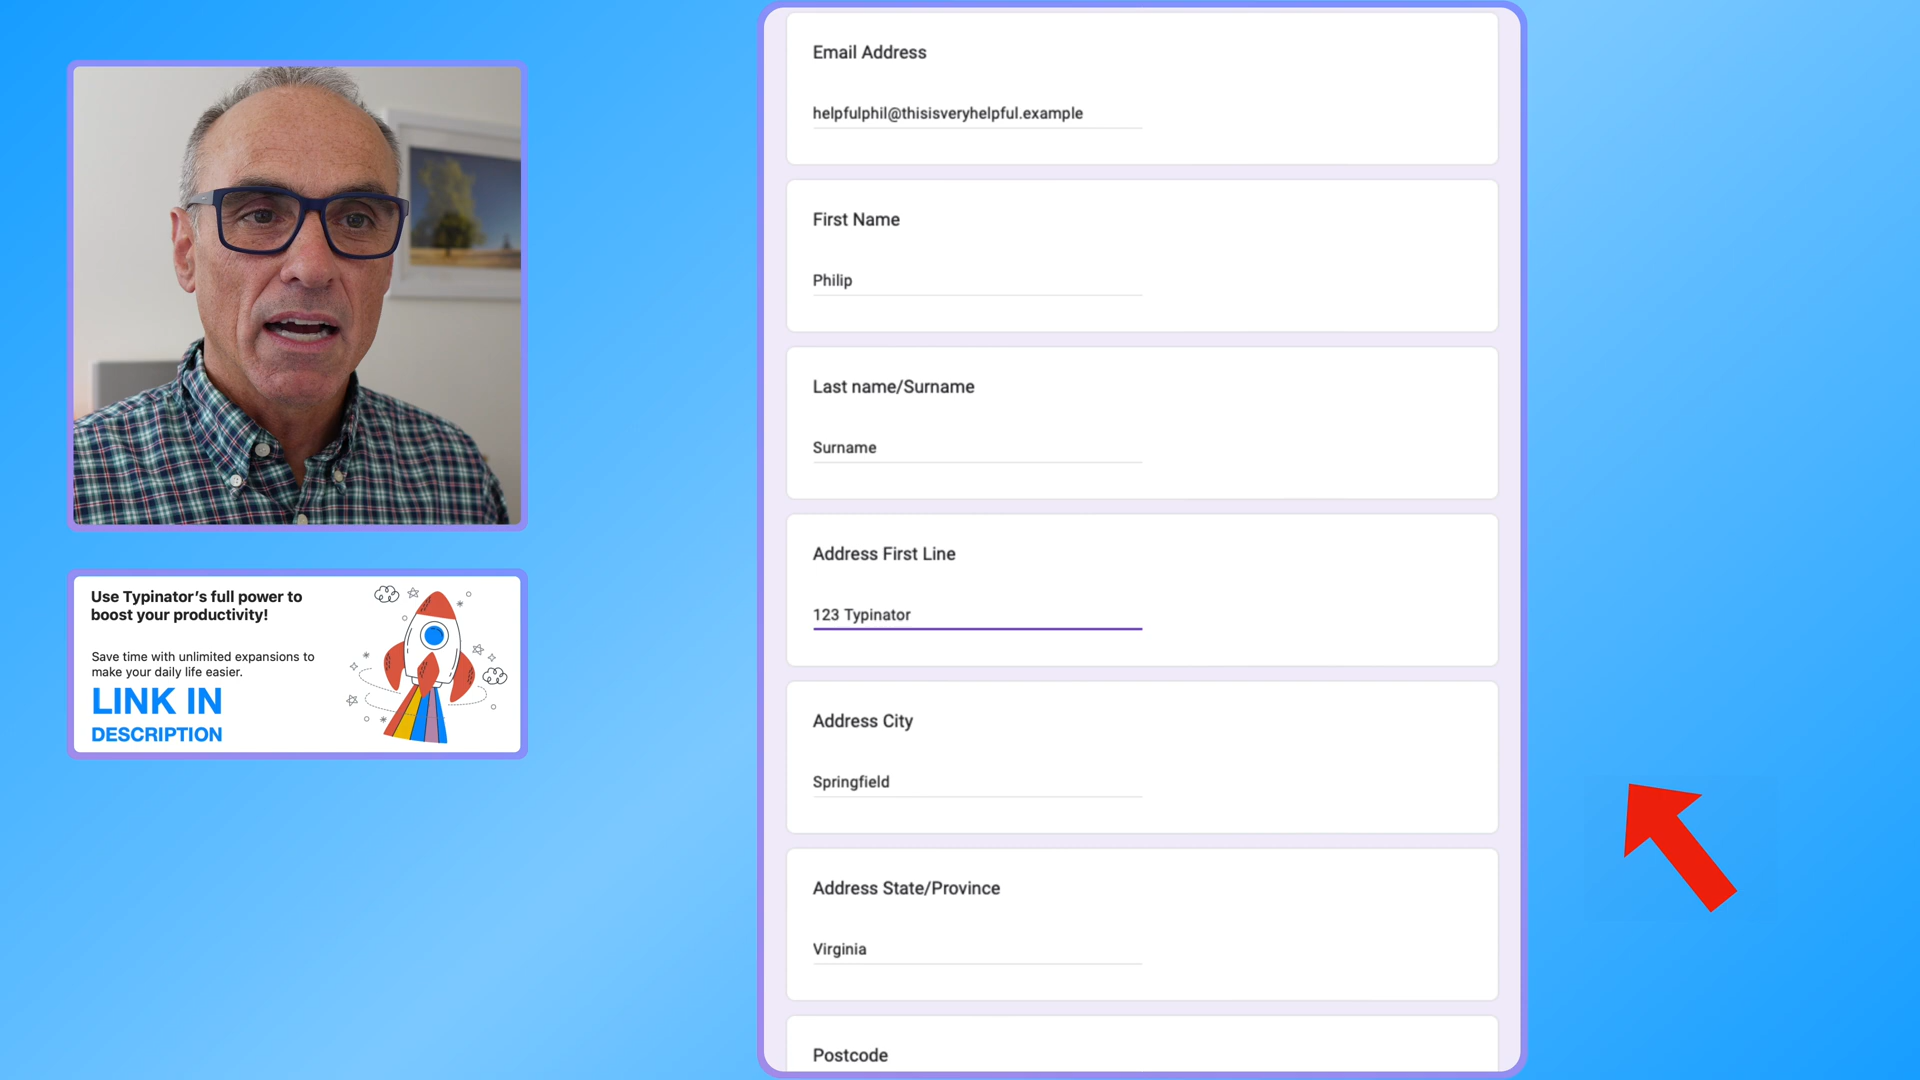 Use Typinator's full power to
boost your productivity!
Save time with unlimited expansions to
make your daily life easier.
LINK IN
DESCRIPTION
Email Address
helpfulphil@thisisveryhelpful.example
First Name
Philip
Last name/Surname
Surname
Address First Line
123 Typinator
Address City
Springfield
Address State/Province
Virginia
Postcode